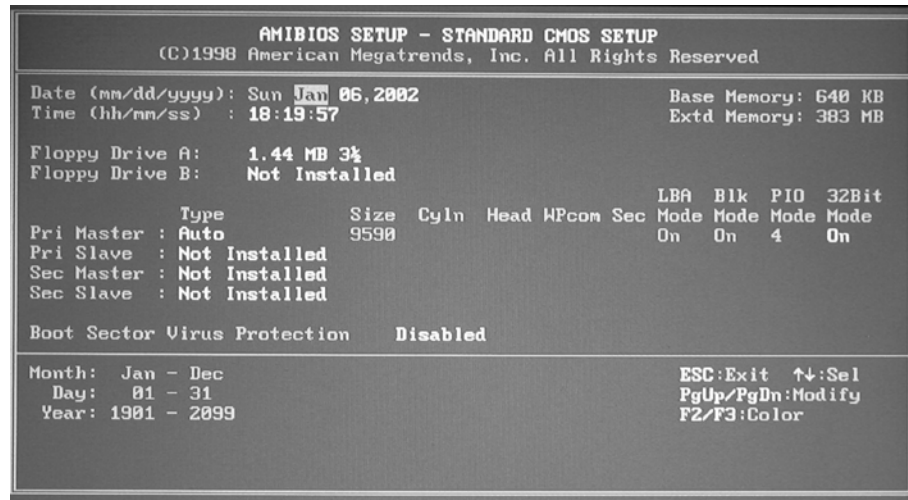 AMIBIOS SETUP - STANDARD CMOS SETUP
(C)1998 American Megatrends, Inc. All Rights Reserved
Date (mm/dd/yyyy): Sun Jan 06,2002 Base Memory: 640 KB
Time (hh/mm/ss) : 18:19:57 Extd Memory: 383 MB
Floppy Drive A: 1.44 MB 3½
Floppy Drive B: Not Installed
LBA Blk PIO 32Bit
Type Size Cyln Head WPcom Sec Mode Mode Mode Mode
Pri Master : Auto 9590 On On 4 On
Pri Slave : Not Installed
Sec Master : Not Installed
Sec Slave : Not Installed
Boot Sector Virus Protection Disabled
Month: Jan - Dec ESC:Exit ↑↓:Sel
Day: 01 - 31 PgUp/PgDn:Modify
Year: 1901 - 2099 F2/F3:Color